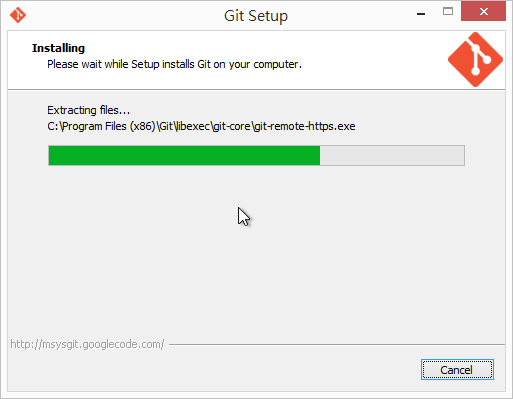 Git Setup
Installing
Please wait while Setup installs Git on your computer.
Extracting files...
C:\Program Files (x86)\Git\libexec\git-core\git-remote-https.exe
http://msysgit.googlecode.com/
Cancel